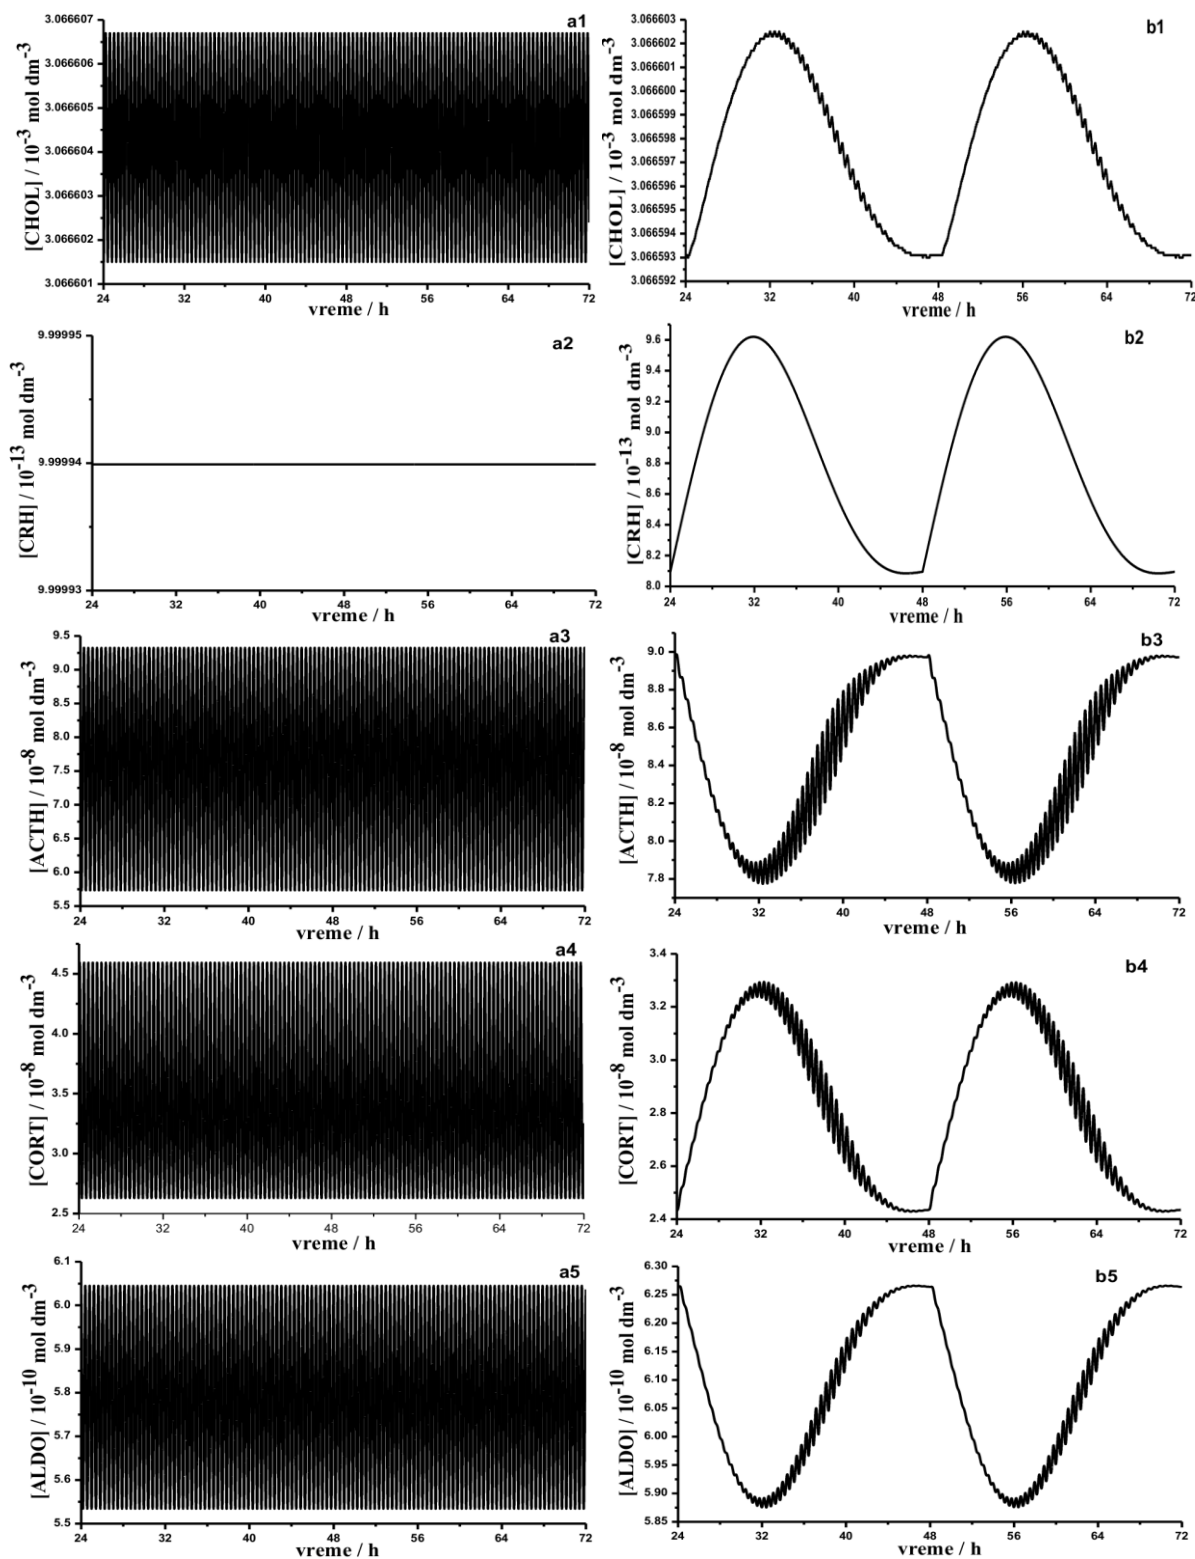 a1
[CHOL] / 10⁻³ mol dm⁻³
3.066607
3.066606
3.066605
3.066604
3.066603
3.066602
3.066601
24 32 40 48 56 64 72
vreme / h
b1
[CHOL] / 10⁻³ mol dm⁻³
3.066603
3.066602
3.066601
3.066600
3.066599
3.066598
3.066597
3.066596
3.066595
3.066594
3.066593
3.066592
24 32 40 48 56 64 72
vreme / h
a2
[CRH] / 10⁻¹³ mol dm⁻³
9.99995
9.99994
9.99993
24 32 40 48 56 64 72
vreme / h
b2
[CRH] / 10⁻¹³ mol dm⁻³
9.6
9.4
9.2
9.0
8.8
8.6
8.4
8.2
8.0
24 32 40 48 56 64 72
vreme / h
a3
[ACTH] / 10⁻⁸ mol dm⁻³
9.5
9.0
8.5
8.0
7.5
7.0
6.5
6.0
5.5
24 32 40 48 56 64 72
vreme / h
b3
[ACTH] / 10⁻⁸ mol dm⁻³
9.0
8.8
8.6
8.4
8.2
8.0
7.8
24 32 40 48 56 64 72
vreme / h
a4
[CORT] / 10⁻⁸ mol dm⁻³
4.5
4.0
3.5
3.0
2.5
24 32 40 48 56 64 72
vreme / h
b4
[CORT] / 10⁻⁸ mol dm⁻³
3.4
3.2
3.0
2.8
2.6
2.4
24 32 40 48 56 64 72
vreme / h
a5
[ALDO] / 10⁻¹⁰ mol dm⁻³
6.1
6.0
5.9
5.8
5.7
5.6
5.5
24 32 40 48 56 64 72
vreme / h
b5
[ALDO] / 10⁻¹⁰ mol dm⁻³
6.30
6.25
6.20
6.15
6.10
6.05
6.00
5.95
5.90
5.85
24 32 40 48 56 64 72
vreme / h